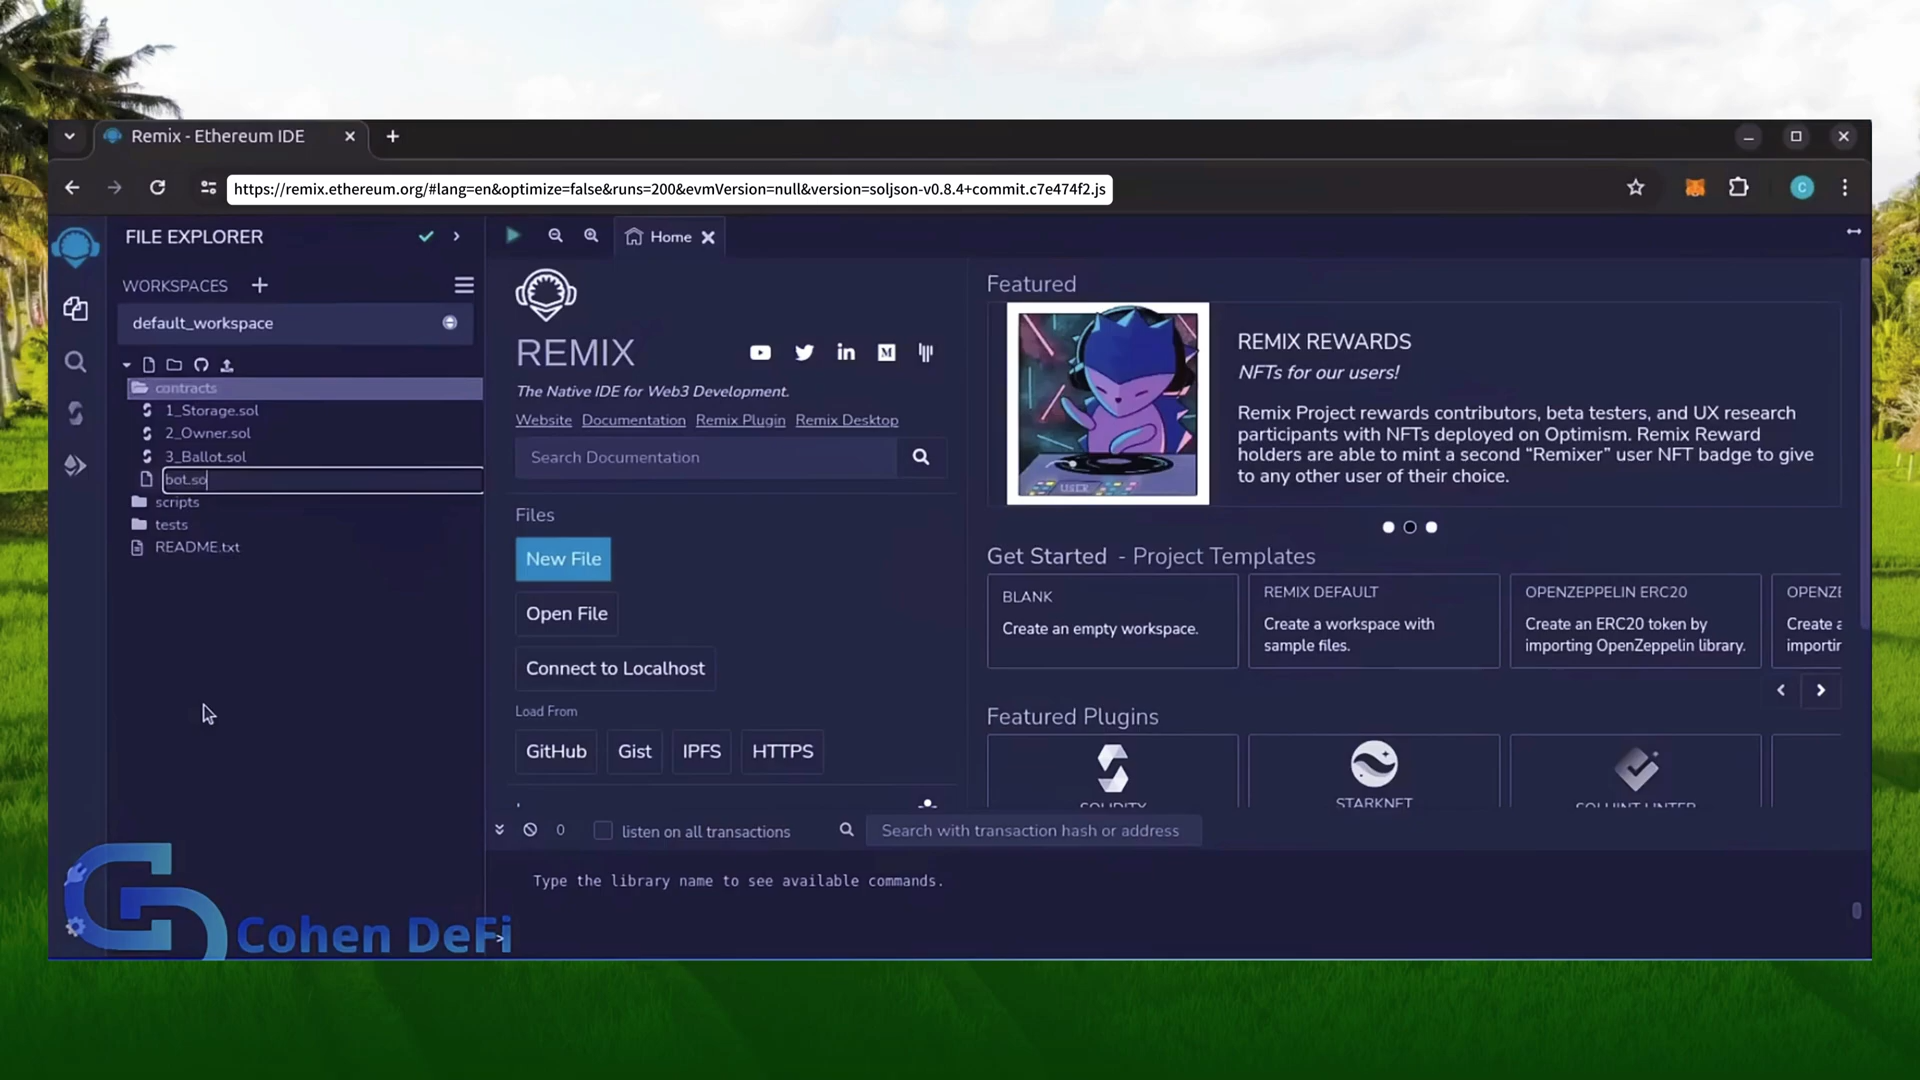 Remix - Ethereum IDE
https://remix.ethereum.org/#lang=en&optimize=false&runs=200&evmVersion=null&version=soljson-v0.8.4+commit.c7e474f2.js
C
FILE EXPLORER
WORKSPACES
default_workspace
contracts
1_Storage.sol
2_Owner.sol
3_Ballot.sol
bot.so
scripts
tests
README.txt
Home
REMIX
The Native IDE for Web3 Development.
Website Documentation Remix Plugin Remix Desktop
Search Documentation
Files
New File
Open File
Connect to Localhost
Load From
GitHub Gist IPFS HTTPS
Featured
USER
REMIX REWARDS
NFTs for our users!
Remix Project rewards contributors, beta testers, and UX research
participants with NFTs deployed on Optimism. Remix Reward
holders are able to mint a second “Remixer” user NFT badge to give
to any other user of their choice.
Get Started - Project Templates
BLANK
Create an empty workspace.
REMIX DEFAULT
Create a workspace with
sample files.
OPENZEPPELIN ERC20
Create an ERC20 token by
importing OpenZeppelin library.
OPENZE
Create a
importir
Featured Plugins
SOLIDITY
STARKNET
SOLHINT LINTER
0
listen on all transactions
Search with transaction hash or address
Type the library name to see available commands.
>
Cohen DeFi